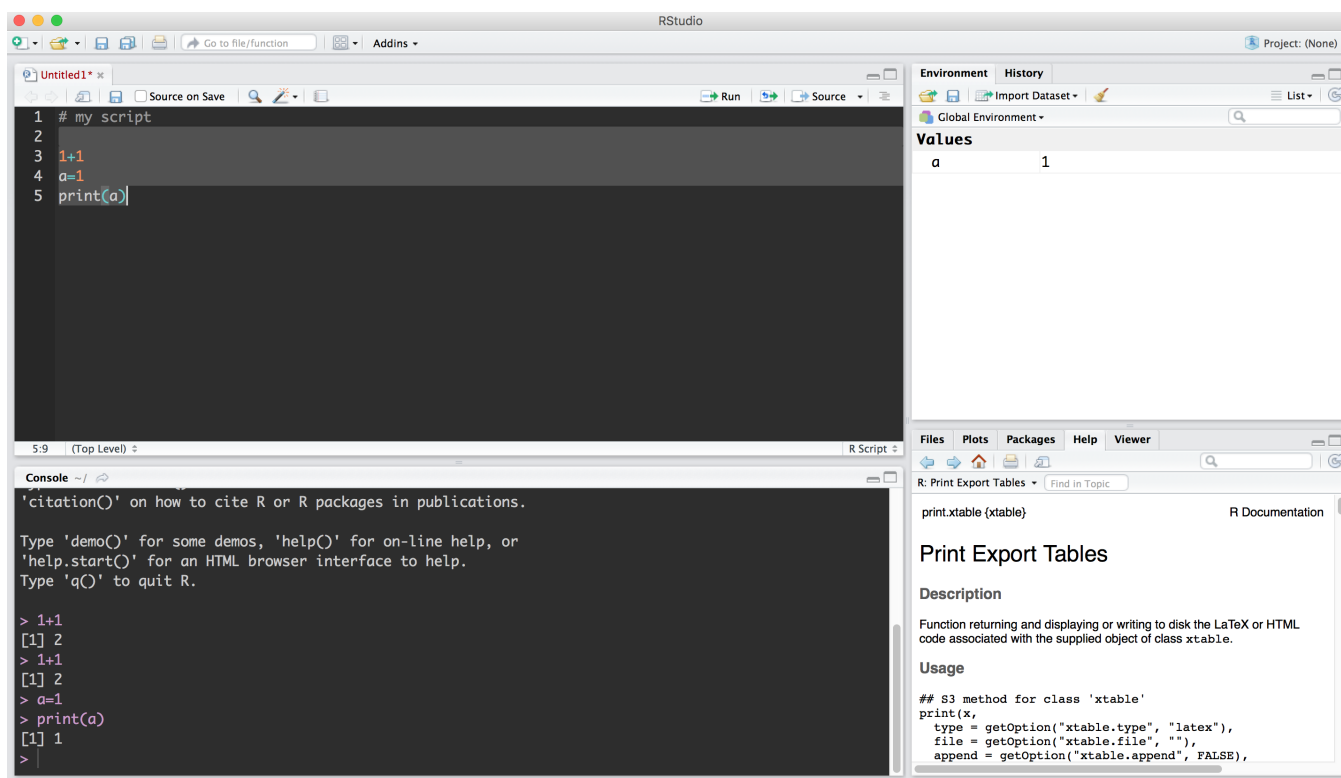 RStudio
Go to file/function Addins Project: (None)
Untitled1* ×
Source on Save Run Source
1 # my script
2
3 1+1
4 a=1
5 print(a)
5:9 (Top Level) R Script
Console ~/
'citation()' on how to cite R or R packages in publications.
Type 'demo()' for some demos, 'help()' for on-line help, or
'help.start()' for an HTML browser interface to help.
Type 'q()' to quit R.
> 1+1
[1] 2
> 1+1
[1] 2
> a=1
> print(a)
[1] 1
>
Environment History
Import Dataset List
Global Environment
Values
a 1
Files Plots Packages Help Viewer
R: Print Export Tables Find in Topic
print.xtable {xtable} R Documentation
Print Export Tables
Description
Function returning and displaying or writing to disk the LaTeX or HTML
code associated with the supplied object of class xtable.
Usage
## S3 method for class 'xtable'
print(x,
type = getOption("xtable.type", "latex"),
file = getOption("xtable.file", ""),
append = getOption("xtable.append", FALSE),